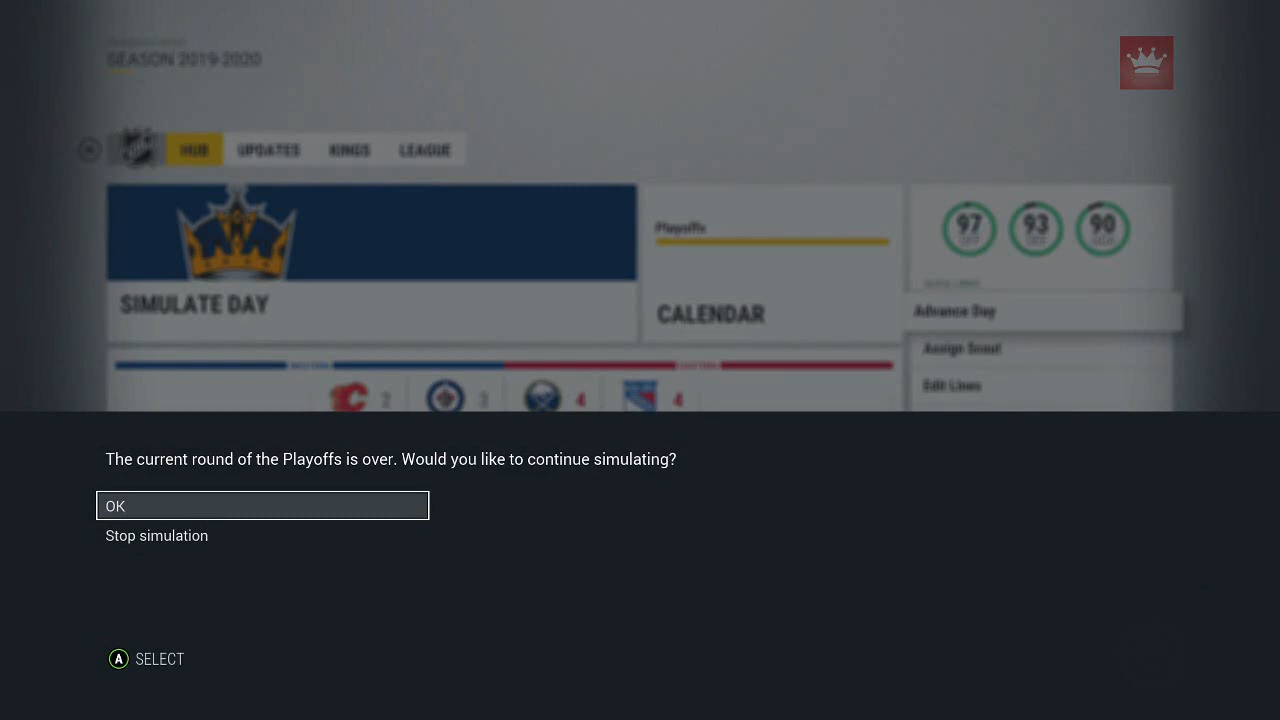 SEASON 2019-2020
HUB
UPDATES
KINGS
LEAGUE
SIMULATE DAY
Playoffs
CALENDAR
97
93
90
Advance Day
Assign Scout
Edit Lines
2
3
4
4
The current round of the Playoffs is over. Would you like to continue simulating?
OK
Stop simulation
A SELECT